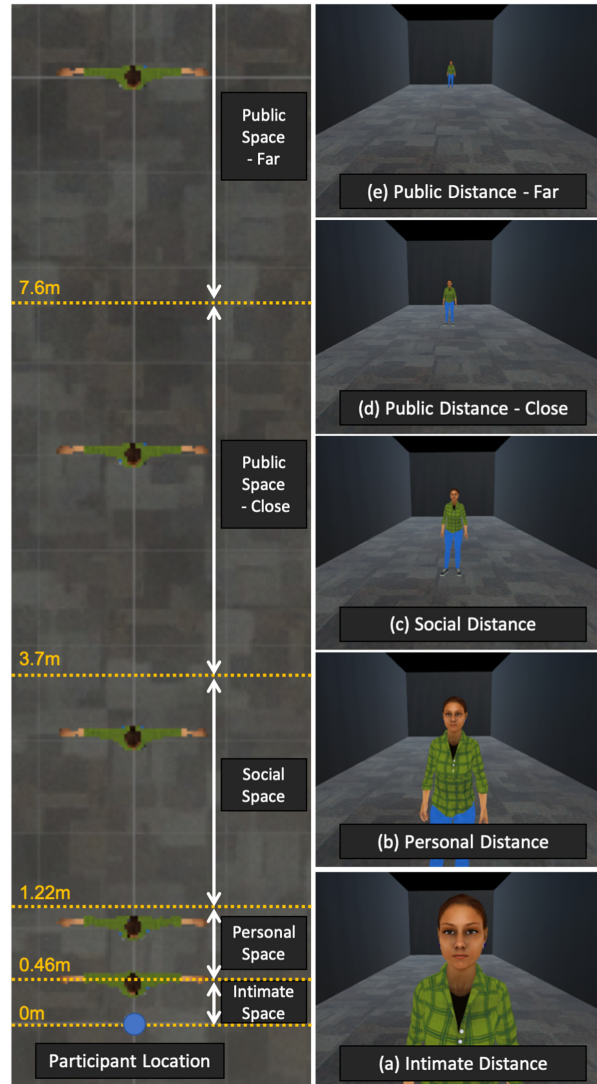 Public
Space
- Far
7.6m
Public
Space
- Close
3.7m
Social
Space
1.22m
Personal
Space
0.46m
Intimate
Space
0m
Participant Location
(e) Public Distance - Far
(d) Public Distance - Close
(c) Social Distance
(b) Personal Distance
(a) Intimate Distance